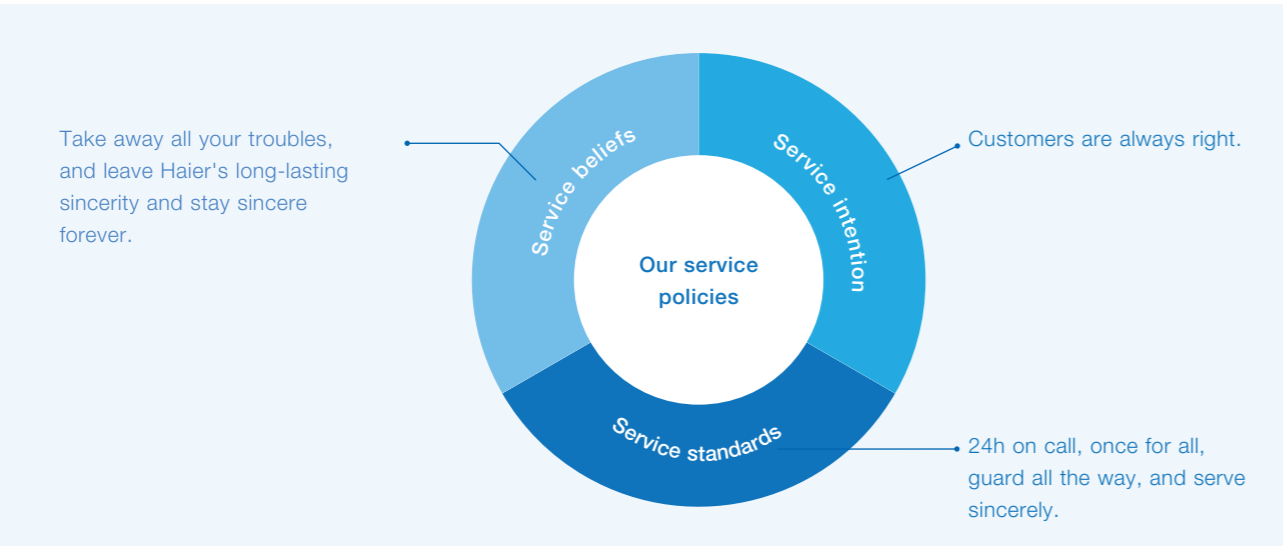 Take away all your troubles,
and leave Haier's long-lasting
sincerity and stay sincere
forever.
Service beliefs
Service intention
Customers are always right.
Our service
policies
Service standards
24h on call, once for all,
guard all the way, and serve
sincerely.